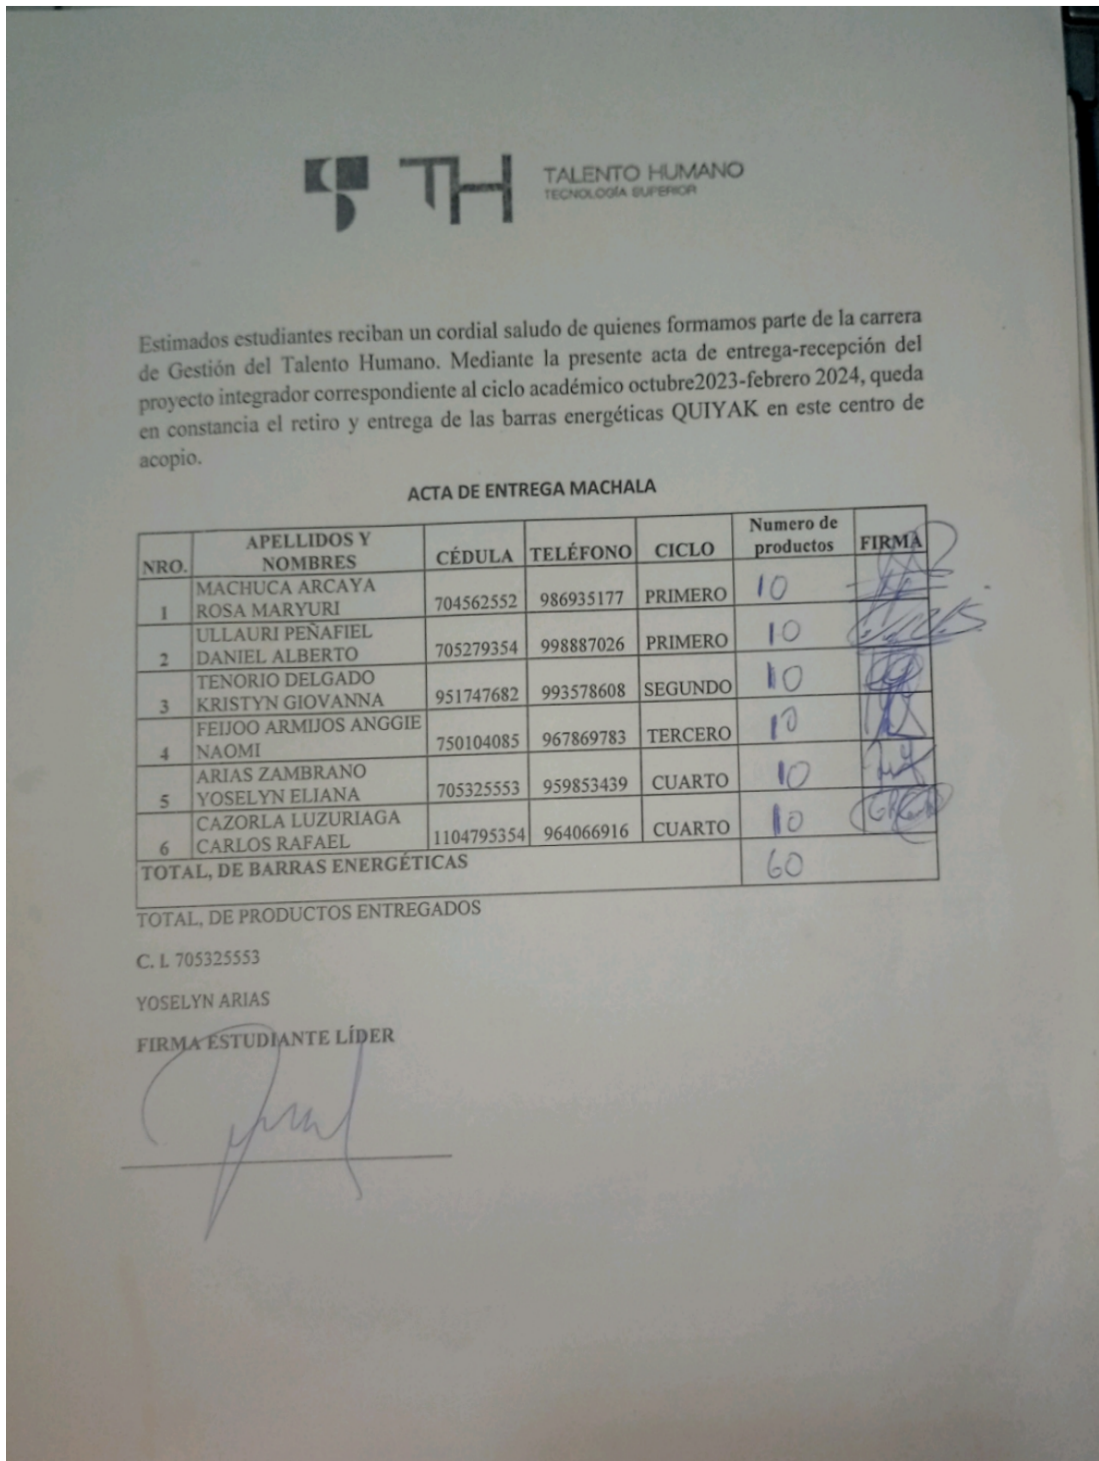 TH TALENTO HUMANO
TECNOLOGÍA SUPERIOR
Estimados estudiantes reciban un cordial saludo de quienes formamos parte de la carrera
de Gestión del Talento Humano. Mediante la presente acta de entrega-recepción del
proyecto integrador correspondiente al ciclo académico octubre2023-febrero 2024, queda
en constancia el retiro y entrega de las barras energéticas QUIYAK en este centro de
acopio.
ACTA DE ENTREGA MACHALA
NRO. APELLIDOS Y NOMBRES CÉDULA TELÉFONO CICLO Numero de productos FIRMA
1 MACHUCA ARCAYA ROSA MARYURI 704562552 986935177 PRIMERO 10
2 ULLAURI PEÑAFIEL DANIEL ALBERTO 705279354 998887026 PRIMERO 10
3 TENORIO DELGADO KRISTYN GIOVANNA 951747682 993578608 SEGUNDO 10
4 FEIJOO ARMIJOS ANGGIE NAOMI 750104085 967869783 TERCERO 10
5 ARIAS ZAMBRANO YOSELYN ELIANA 705325553 959853439 CUARTO 10
6 CAZORLA LUZURIAGA CARLOS RAFAEL 1104795354 964066916 CUARTO 10
TOTAL, DE BARRAS ENERGÉTICAS 60
TOTAL, DE PRODUCTOS ENTREGADOS
C. I. 705325553
YOSELYN ARIAS
FIRMA ESTUDIANTE LÍDER